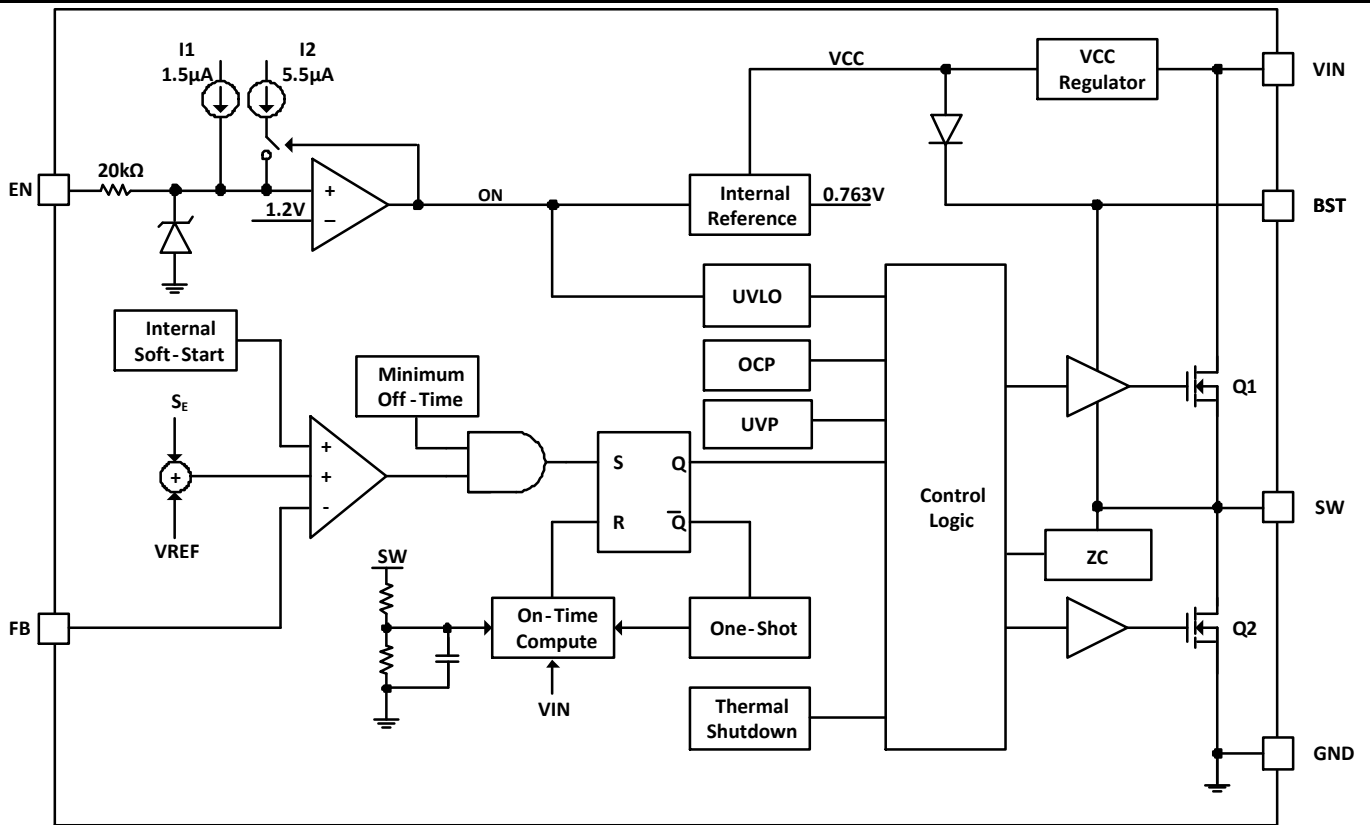 I1
1.5µA
I2
5.5µA
VCC
VCC
Regulator
VIN
20kΩ
EN
+
1.2V
−
ON
Internal
Reference
0.763V
BST
UVLO
Internal
Soft-Start
OCP
Minimum
Off-Time
UVP
Q1
SE
+
+
+
-
VREF
S
Q
R
Q̅
Control
Logic
SW
ZC
SW
FB
On-Time
Compute
One-Shot
Q2
VIN
Thermal
Shutdown
GND